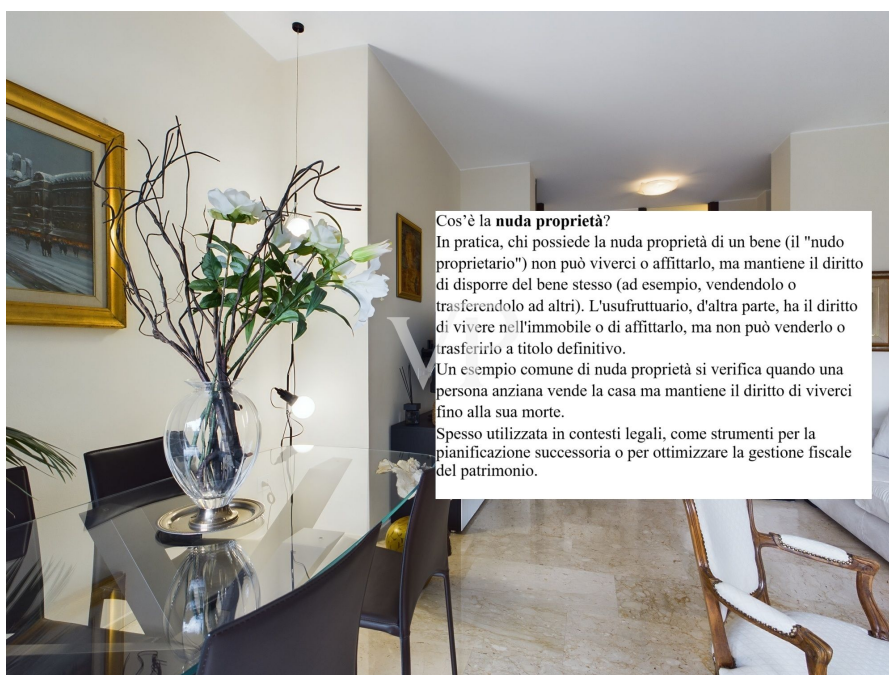 Cos'è la nuda proprietà?
In pratica, chi possiede la nuda proprietà di un bene (il "nudo
proprietario") non può viverci o affittarlo, ma mantiene il diritto
di disporre del bene stesso (ad esempio, vendendolo o
trasferendolo ad altri). L'usufruttuario, d'altra parte, ha il diritto
di vivere nell'immobile o di affittarlo, ma non può venderlo o
trasferirlo a titolo definitivo.
Un esempio comune di nuda proprietà si verifica quando una
persona anziana vende la casa ma mantiene il diritto di viverci
fino alla sua morte.
Spesso utilizzata in contesti legali, come strumenti per la
pianificazione successoria o per ottimizzare la gestione fiscale
del patrimonio.
VP